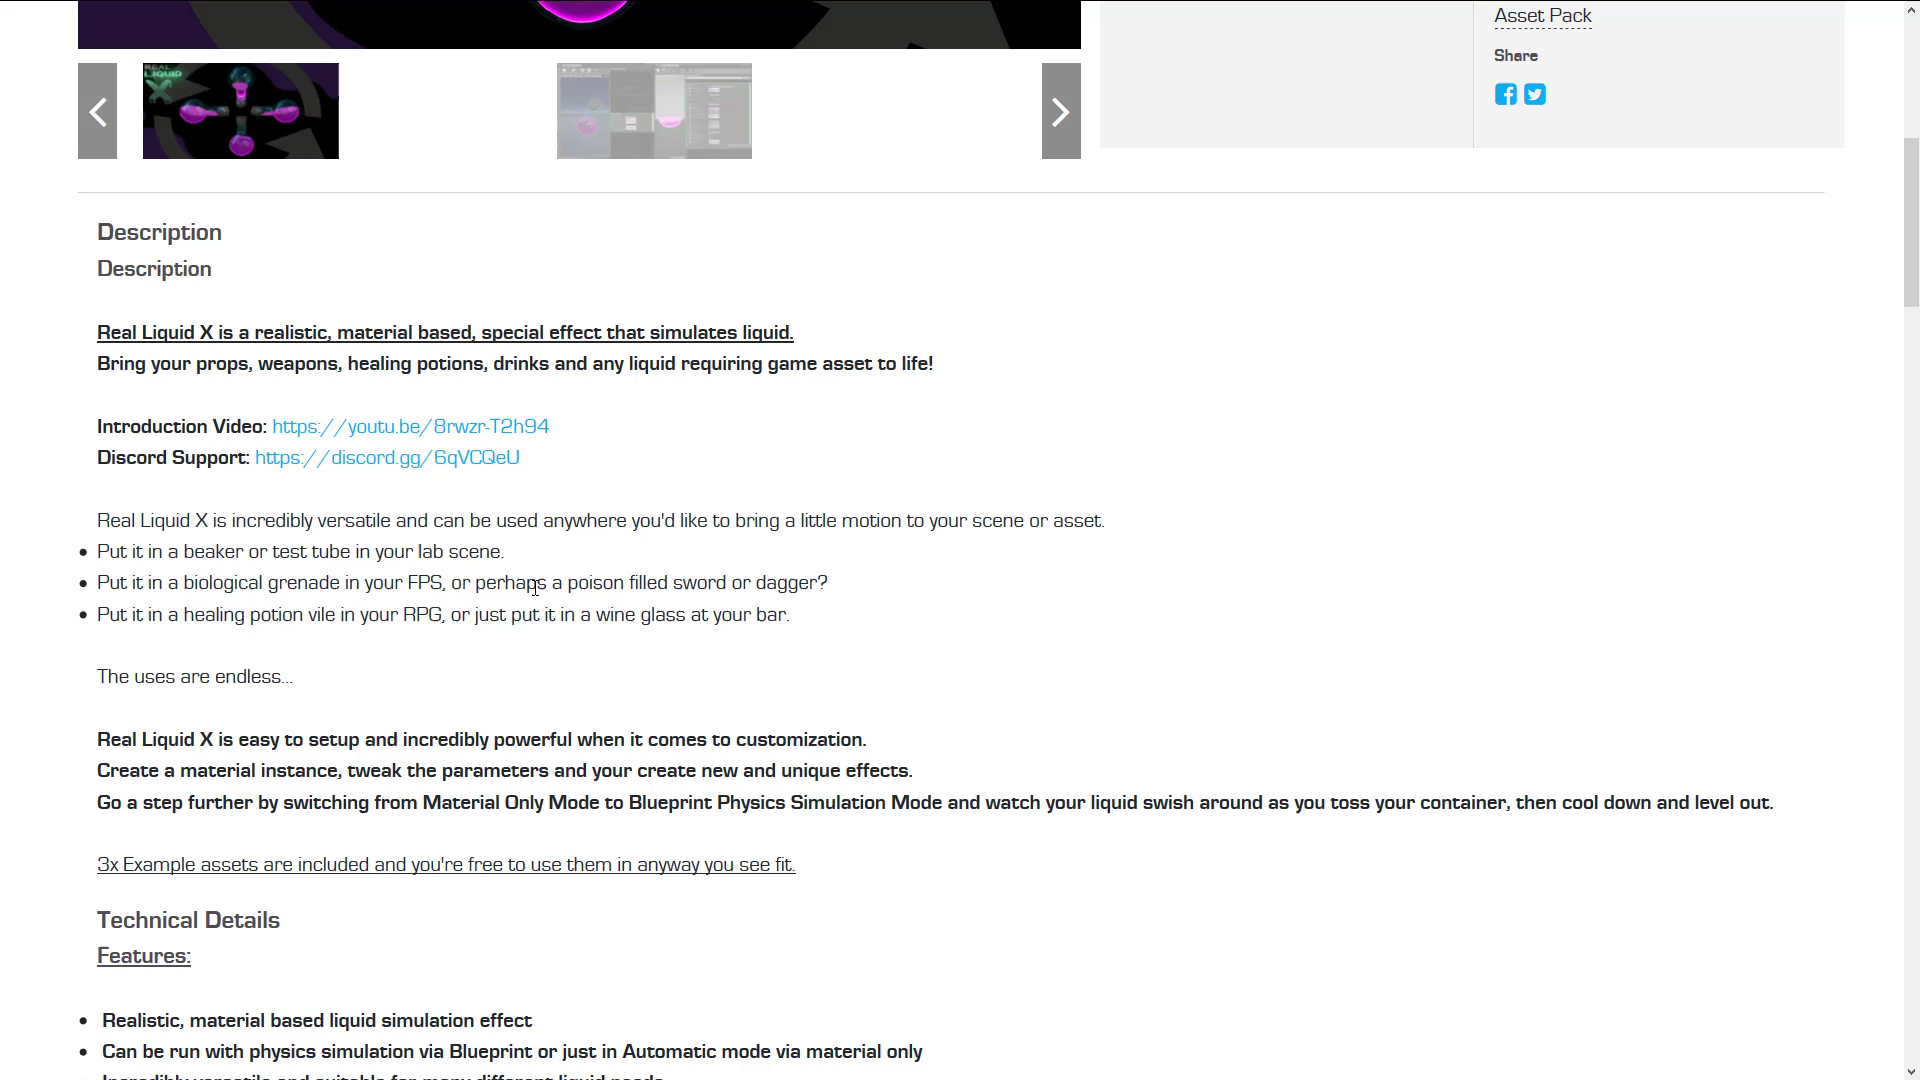 Asset Pack
Share
REAL
LIQUID
X
Description
Description
Real Liquid X is a realistic, material based, special effect that simulates liquid.
Bring your props, weapons, healing potions, drinks and any liquid requiring game asset to life!
Introduction Video: https://youtu.be/8rwzr-T2h94
Discord Support: https://discord.gg/6qVCQeU
Real Liquid X is incredibly versatile and can be used anywhere you'd like to bring a little motion to your scene or asset.
• Put it in a beaker or test tube in your lab scene.
• Put it in a biological grenade in your FPS, or perhaps a poison filled sword or dagger?
• Put it in a healing potion vile in your RPG, or just put it in a wine glass at your bar.
The uses are endless...
Real Liquid X is easy to setup and incredibly powerful when it comes to customization.
Create a material instance, tweak the parameters and your create new and unique effects.
Go a step further by switching from Material Only Mode to Blueprint Physics Simulation Mode and watch your liquid swish around as you toss your container, then cool down and level out.
3x Example assets are included and you're free to use them in anyway you see fit.
Technical Details
Features:
• Realistic, material based liquid simulation effect
• Can be run with physics simulation via Blueprint or just in Automatic mode via material only
• Incredibly versatile and suitable for many different liquid needs